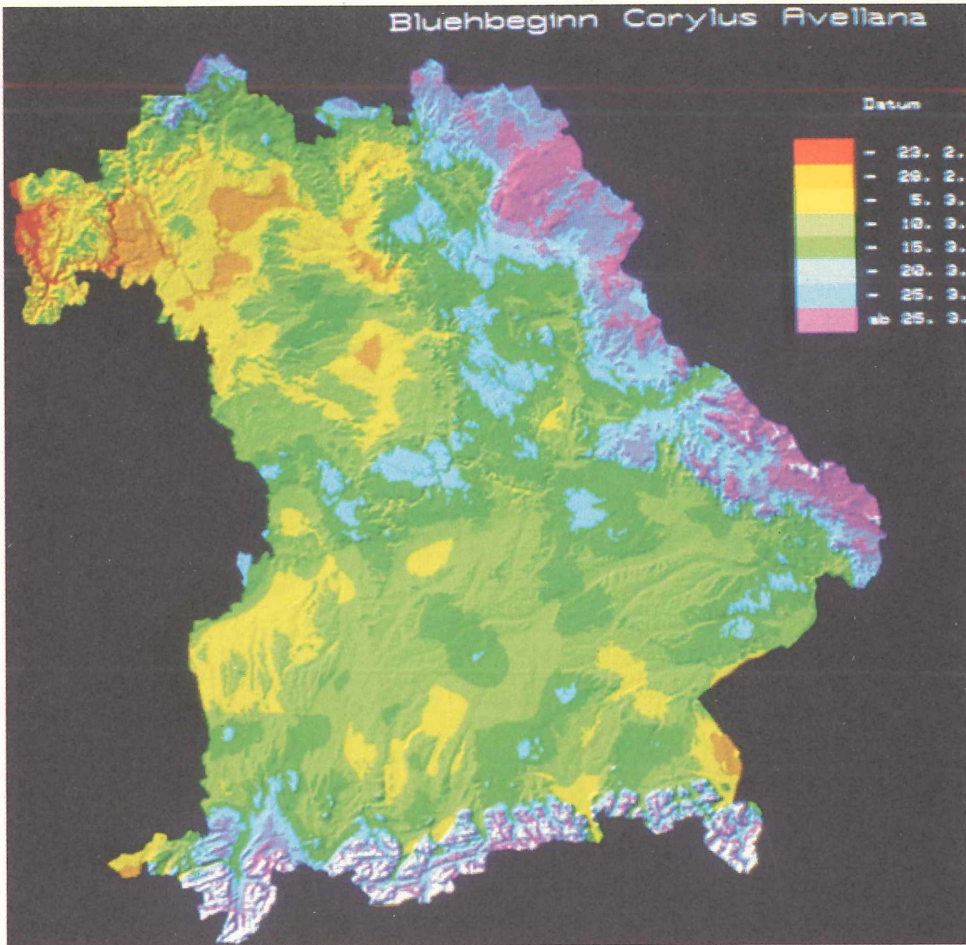 Bluehbeginn Corylus Avellana
Datum
- 23. 2.
- 28. 2.
- 5. 3.
- 10. 3.
- 15. 3.
- 20. 3.
- 25. 3.
ab 25. 3.